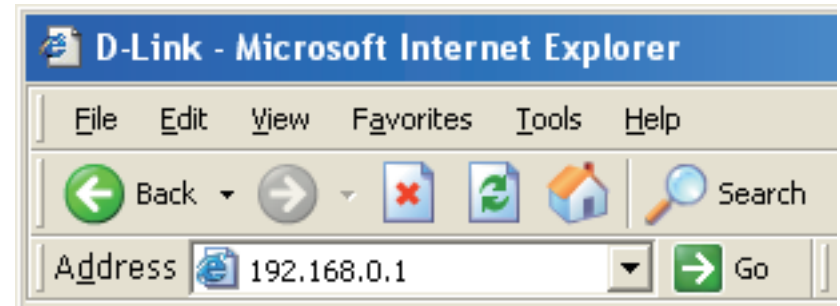 D-Link - Microsoft Internet Explorer
File Edit View Favorites Tools Help
Back Search
Address 192.168.0.1 Go